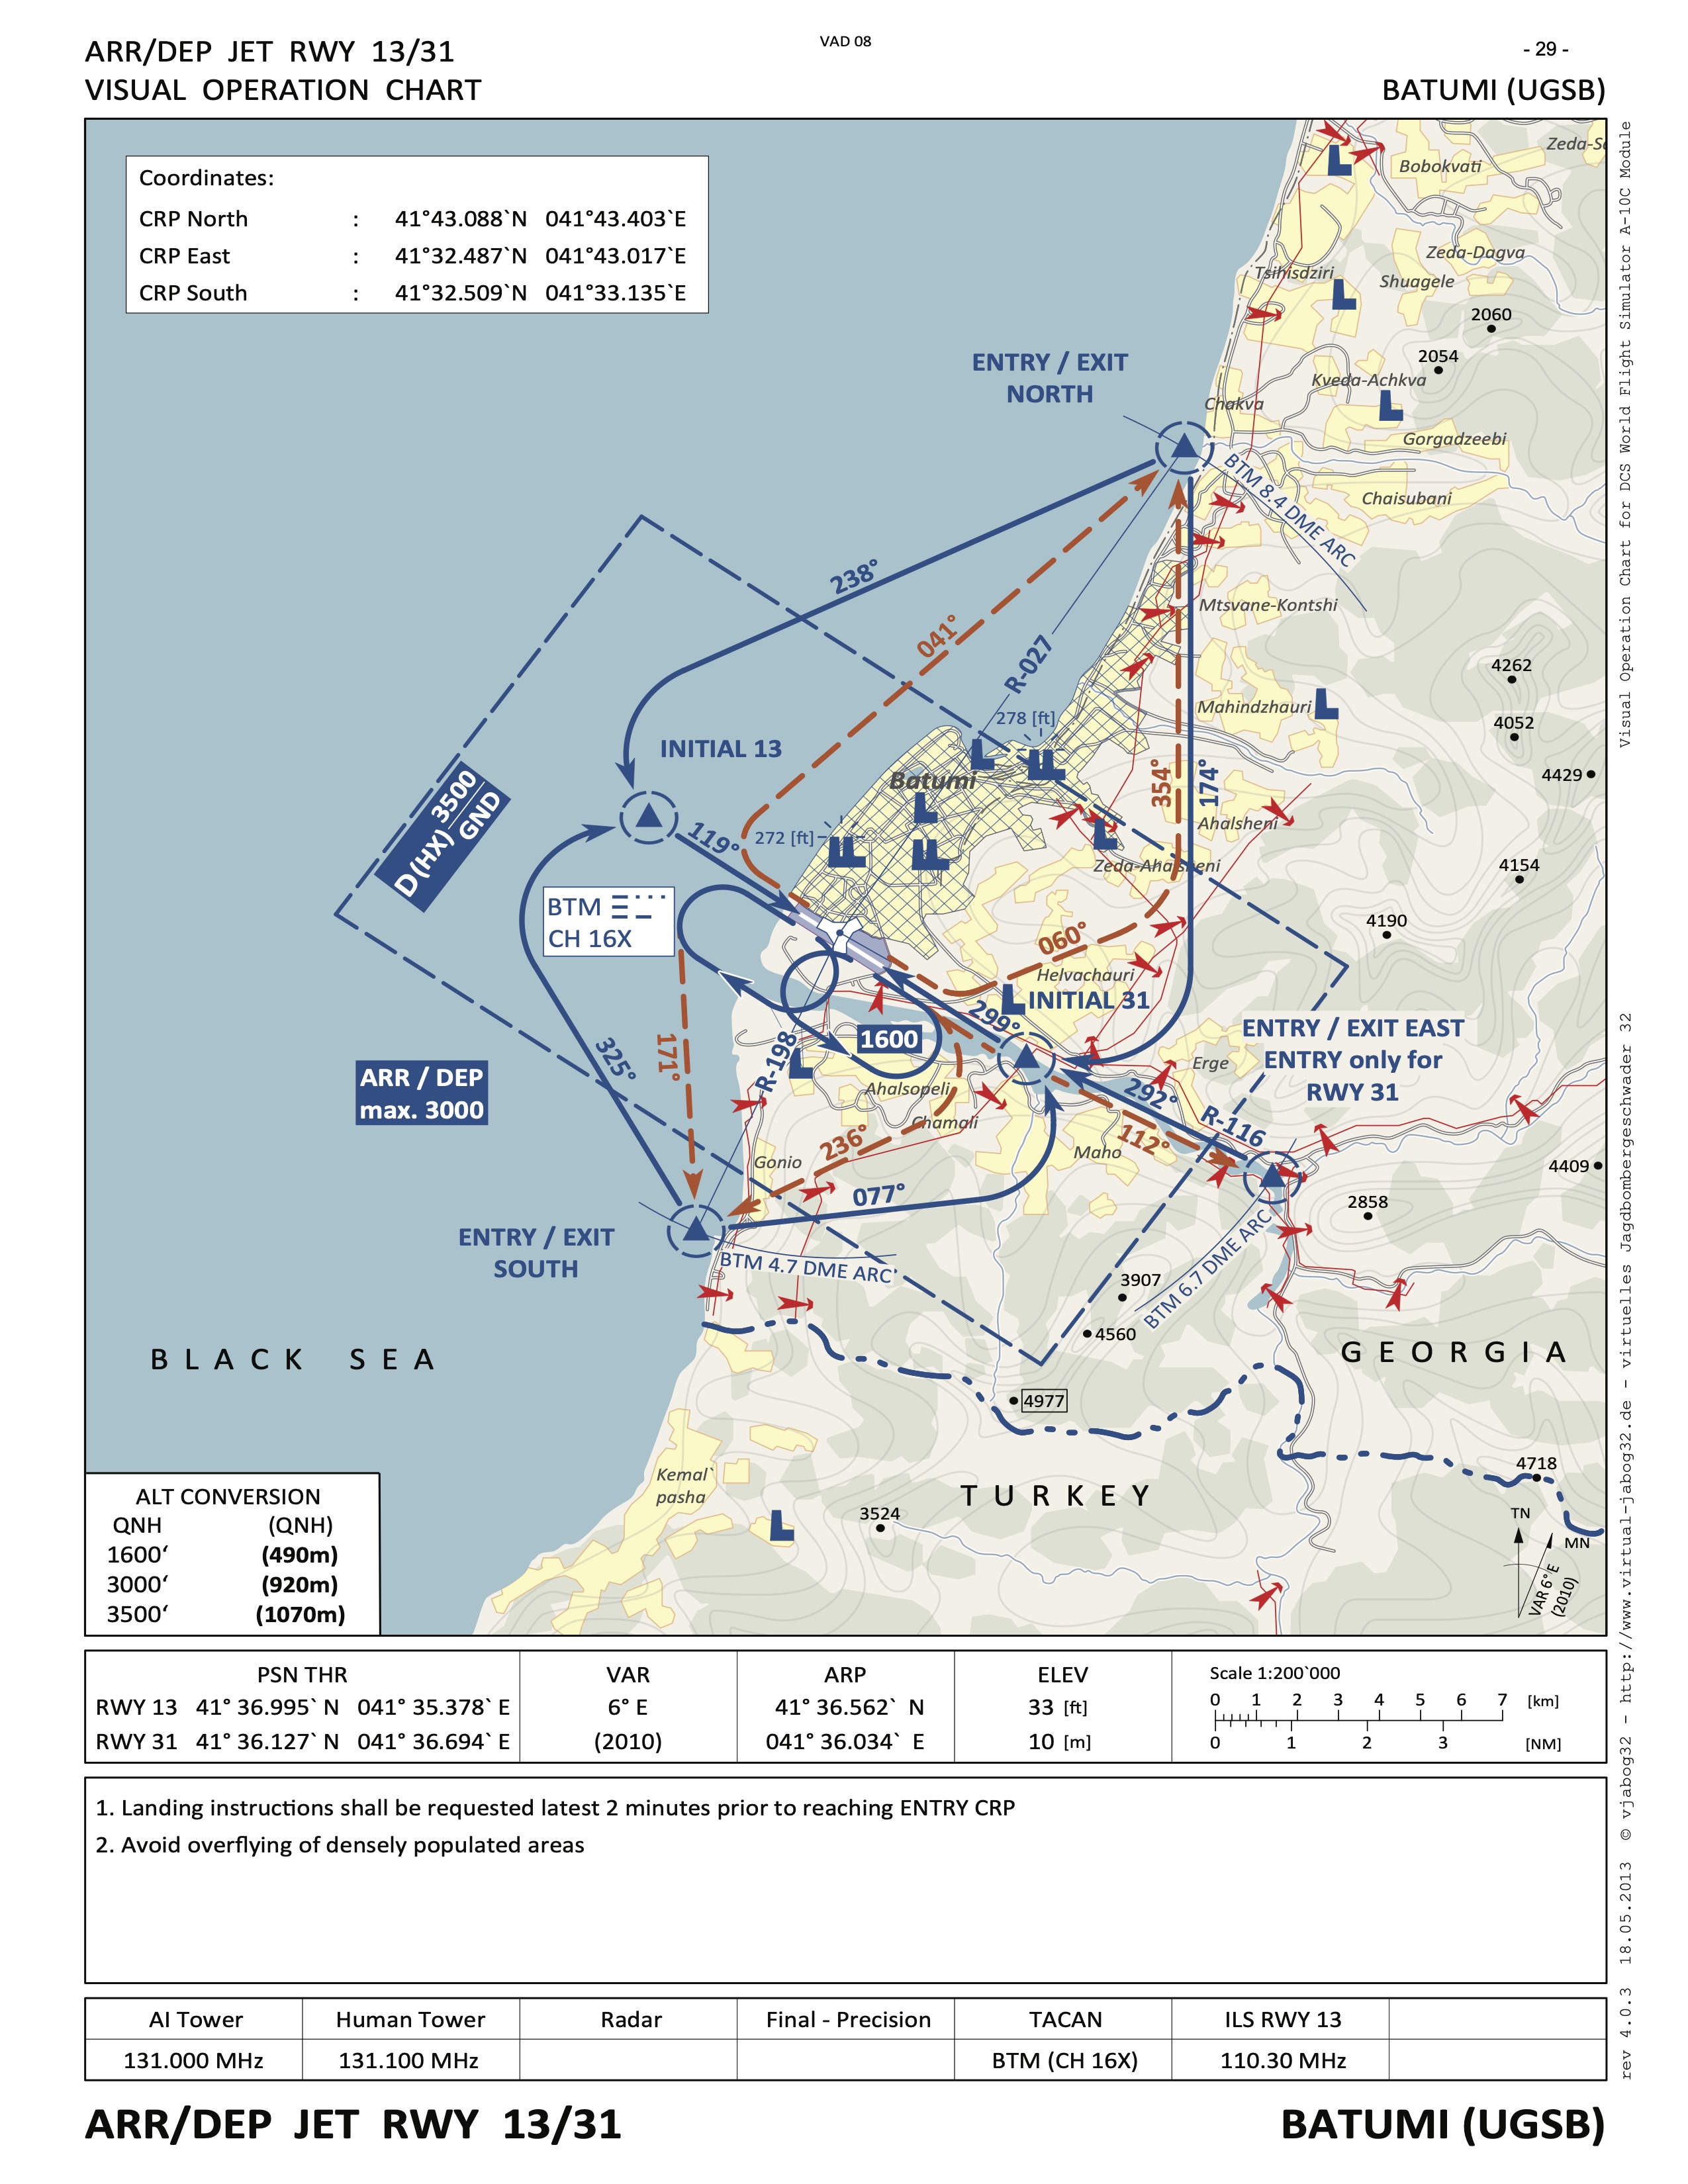 ARR/DEP JET RWY 13/31
VAD 08
- 29 -
VISUAL OPERATION CHART
BATUMI (UGSB)
Coordinates:
CRP North : 41°43.088`N 041°43.403`E
CRP East : 41°32.487`N 041°43.017`E
CRP South : 41°32.509`N 041°33.135`E
Bobokvati
Zeda-Dagva
Tsihisdziri
Shuagele
2060
2054
ENTRY / EXIT
NORTH
Kveda-Achkva
Chakva
Gorgadzeebi
BTM 8.4 DME ARC
Chaisubani
238°
041°
R-027
Mtsvane-Kontshi
4262
Mahindzhauri
278 [ft]
4052
INITIAL 13
4429
Batumi
354°
174°
D(HX) 3500
GND
119°
272 [ft]
Ahalsheni
Zeda-Ahalsheni
4154
BTM
CH 16X
4190
060°
Helvachauri
INITIAL 31
299°
1600
ENTRY / EXIT EAST
ENTRY only for
RWY 31
325°
171°
R-198
Erge
ARR / DEP
max. 3000
Ahalsopeli
292°
R-116
Chamali
236°
112°
Maho
Gonio
4409
077°
2858
ENTRY / EXIT
SOUTH
BTM 4.7 DME ARC
BTM 6.7 DME ARC
3907
4560
BLACK SEA
GEORGIA
4977
4718
Kemal`
pasha
TURKEY
3524
TN
MN
VAR 6° E
(2010)
ALT CONVERSION
QNH (QNH)
1600‘ (490m)
3000‘ (920m)
3500‘ (1070m)
PSN THR
RWY 13 41° 36.995` N 041° 35.378` E
RWY 31 41° 36.127` N 041° 36.694` E
VAR
6° E
(2010)
ARP
41° 36.562` N
041° 36.034` E
ELEV
33 [ft]
10 [m]
Scale 1:200`000
0 1 2 3 4 5 6 7 [km]
0 1 2 3 [NM]
1. Landing instructions shall be requested latest 2 minutes prior to reaching ENTRY CRP
2. Avoid overflying of densely populated areas
AI Tower Human Tower Radar Final - Precision TACAN ILS RWY 13
131.000 MHz 131.100 MHz BTM (CH 16X) 110.30 MHz
ARR/DEP JET RWY 13/31
BATUMI (UGSB)
rev 4.0.3 18.05.2013 © vjabog32 - http://www.virtual-jabog32.de - virtuelles Jagdbombergeschwader 32
Visual Operation Chart for DCS World Flight Simulator A-10C Module